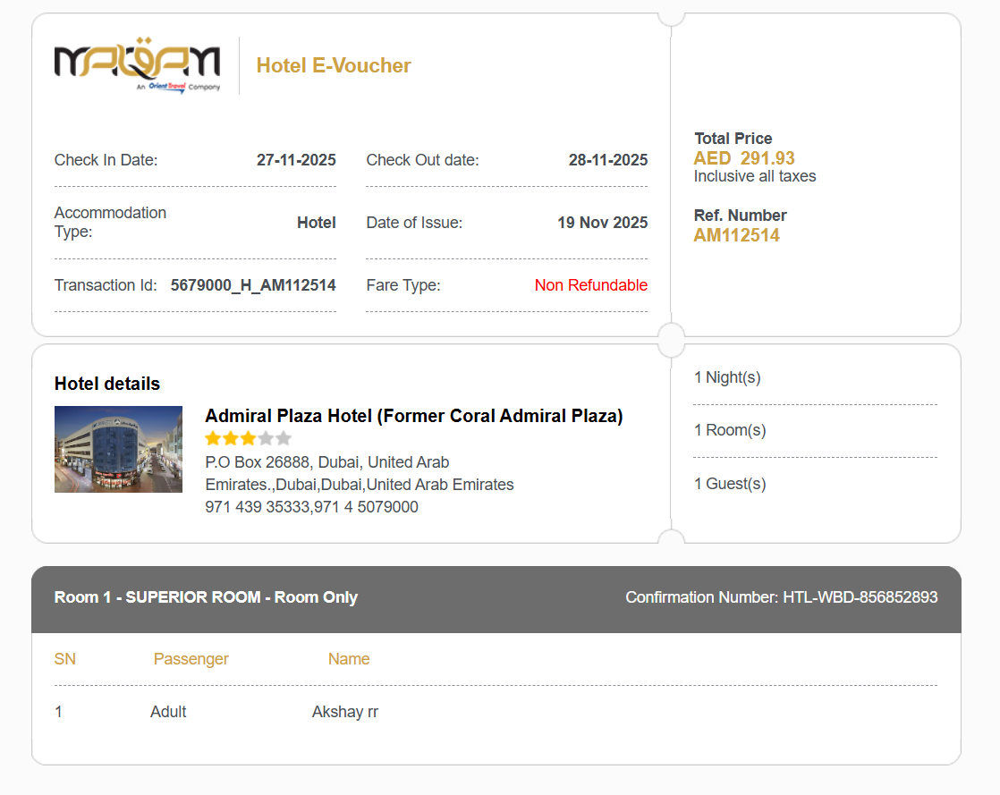 MAQAM
An Orient Travel Company
Hotel E-Voucher
Check In Date: 27-11-2025
Check Out date: 28-11-2025
Accommodation
Type: Hotel
Date of Issue: 19 Nov 2025
Transaction Id: 5679000_H_AM112514
Fare Type: Non Refundable
Total Price
AED 291.93
Inclusive all taxes
Ref. Number
AM112514
Hotel details
Admiral Plaza Hotel (Former Coral Admiral Plaza)
P.O Box 26888, Dubai, United Arab
Emirates.,Dubai,Dubai,United Arab Emirates
971 439 35333,971 4 5079000
1 Night(s)
1 Room(s)
1 Guest(s)
Room 1 - SUPERIOR ROOM - Room Only
Confirmation Number: HTL-WBD-856852893
SN Passenger Name
1 Adult Akshay rr